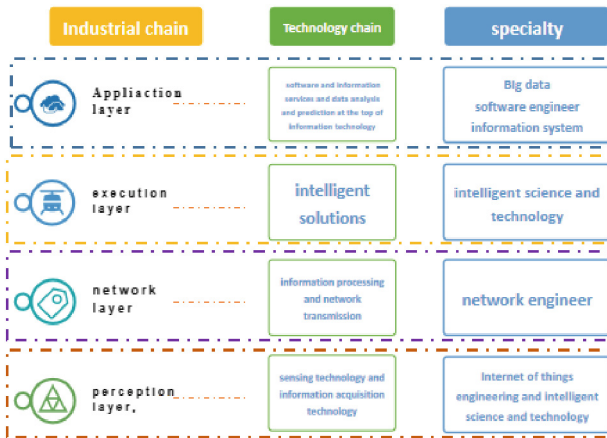 Industrial chain
Technology chain
specialty
Appliaction
layer
software and information
services and data analysis
and prediction at the top of
information technology
Big data
software engineer
information system
execution
layer
intelligent
solutions
intelligent science and
technology
network
layer
information processing
and network
transmission
network engineer
perception
layer,
sensing technology and
information acquisition
technology
Internet of things
engineering and intelligent
science and technology